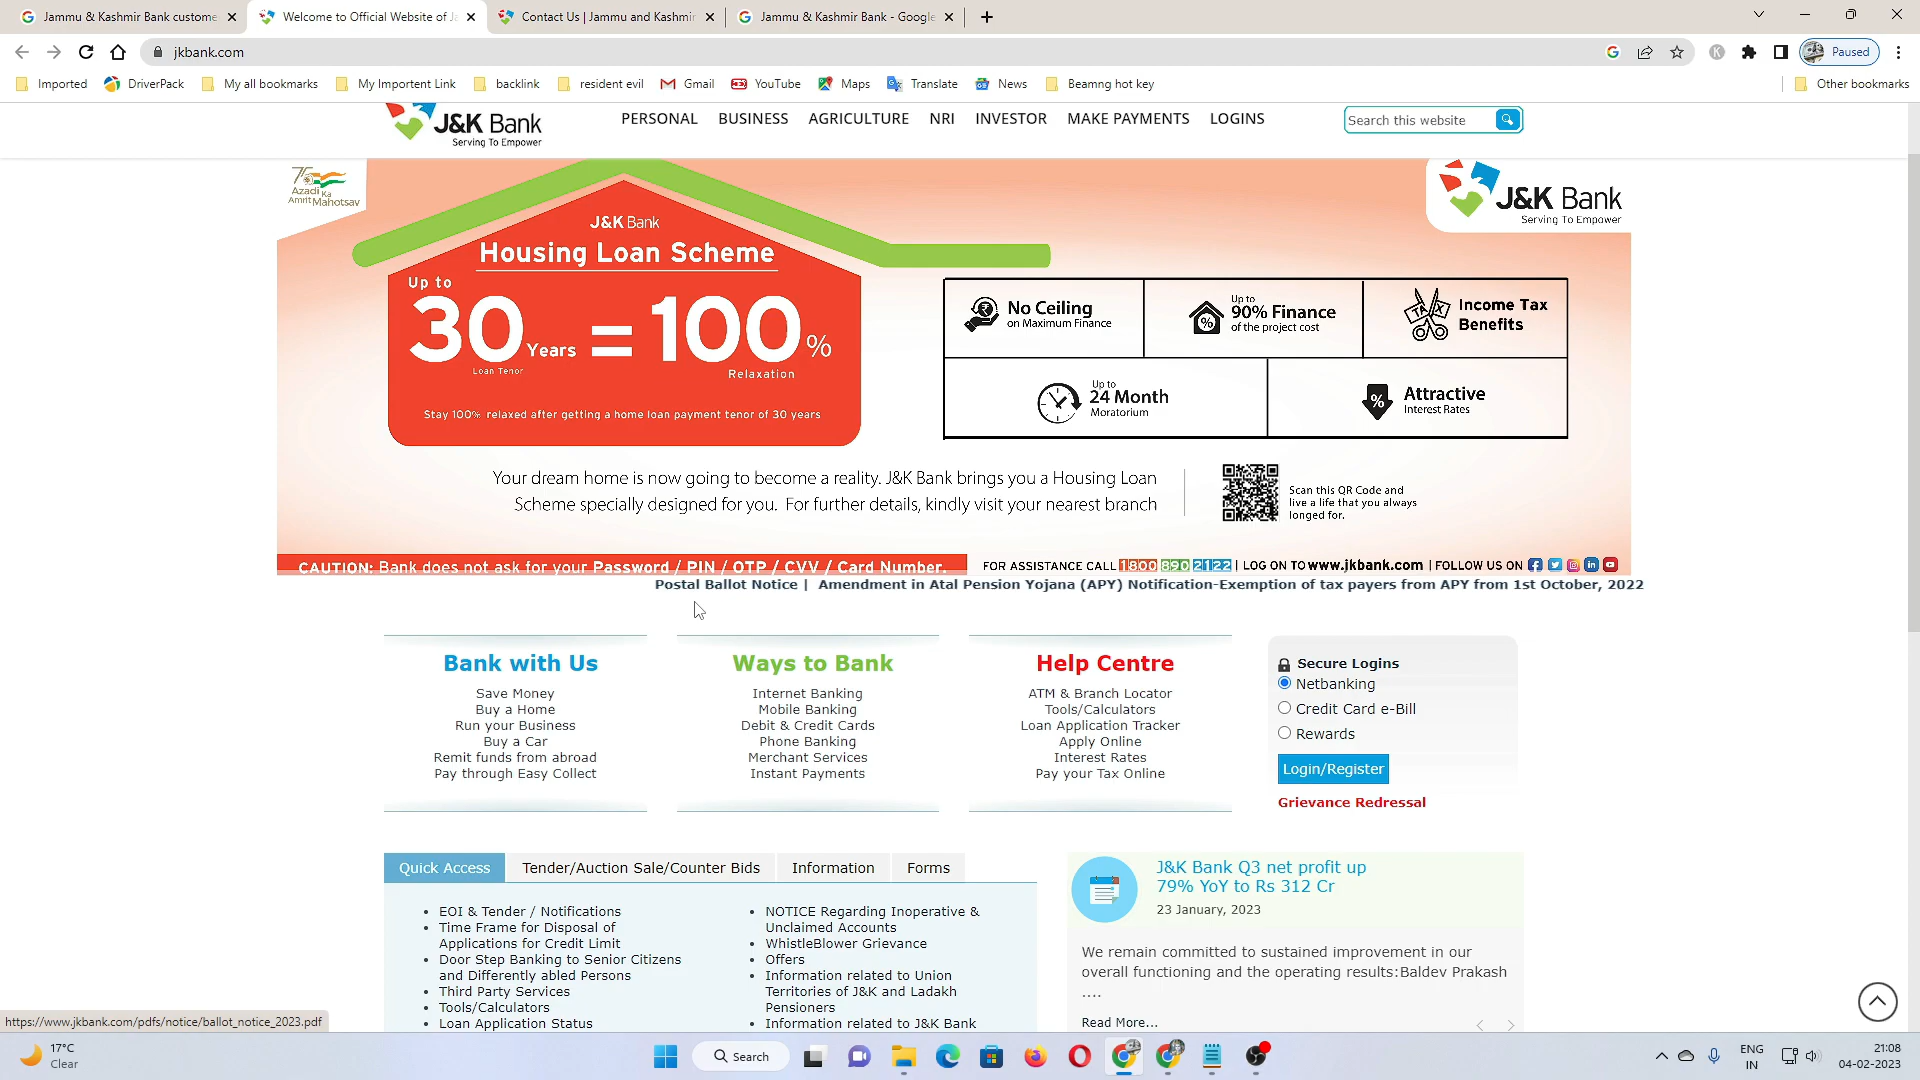 Jammu & Kashmir Bank custome
Welcome to Official Website of Ja
Contact Us | Jammu and Kashmir
Jammu & Kashmir Bank - Google
jkbank.com
Paused
Imported
DriverPack
My all bookmarks
My Importent Link
backlink
resident evil
Gmail
YouTube
Maps
Translate
News
Beamng hot key
Other bookmarks
J&K Bank
Serving To Empower
PERSONAL
BUSINESS
AGRICULTURE
NRI
INVESTOR
MAKE PAYMENTS
LOGINS
Search this website
Azadi Ka
Amrit Mahotsav
J&K Bank
Serving To Empower
J&K Bank
Housing Loan Scheme
Up to
30 Years = 100 %
Loan Tenor
Relaxation
Stay 100% relaxed after getting a home loan payment tenor of 30 years
No Ceiling
on Maximum Finance
Up to
90% Finance
of the project cost
TAX
Income Tax
Benefits
Up to
24 Month
Moratorium
Attractive
Interest Rates
Your dream home is now going to become a reality. J&K Bank brings you a Housing Loan
Scheme specially designed for you. For further details, kindly visit your nearest branch
Scan this QR Code and
live a life that you always
longed for.
CAUTION: Bank does not ask for your Password / PIN / OTP / CVV / Card Number.
FOR ASSISTANCE CALL 1800 890 2122 | LOG ON TO www.jkbank.com | FOLLOW US ON
Postal Ballot Notice | Amendment in Atal Pension Yojana (APY) Notification-Exemption of tax payers from APY from 1st October, 2022
Bank with Us
Save Money
Buy a Home
Run your Business
Buy a Car
Remit funds from abroad
Pay through Easy Collect
Ways to Bank
Internet Banking
Mobile Banking
Debit & Credit Cards
Phone Banking
Merchant Services
Instant Payments
Help Centre
ATM & Branch Locator
Tools/Calculators
Loan Application Tracker
Apply Online
Interest Rates
Pay your Tax Online
Secure Logins
Netbanking
Credit Card e-Bill
Rewards
Login/Register
Grievance Redressal
Quick Access
Tender/Auction Sale/Counter Bids
Information
Forms
EOI & Tender / Notifications
Time Frame for Disposal of
Applications for Credit Limit
Door Step Banking to Senior Citizens
and Differently abled Persons
Third Party Services
Tools/Calculators
Loan Application Status
NOTICE Regarding Inoperative &
Unclaimed Accounts
WhistleBlower Grievance
Offers
Information related to Union
Territories of J&K and Ladakh
Pensioners
Information related to J&K Bank
J&K Bank Q3 net profit up
79% YoY to Rs 312 Cr
23 January, 2023
We remain committed to sustained improvement in our
overall functioning and the operating results:Baldev Prakash
....
Read More...
https://www.jkbank.com/pdfs/notice/ballot_notice_2023.pdf
17°C
Clear
Search
ENG
IN
21:08
04-02-2023